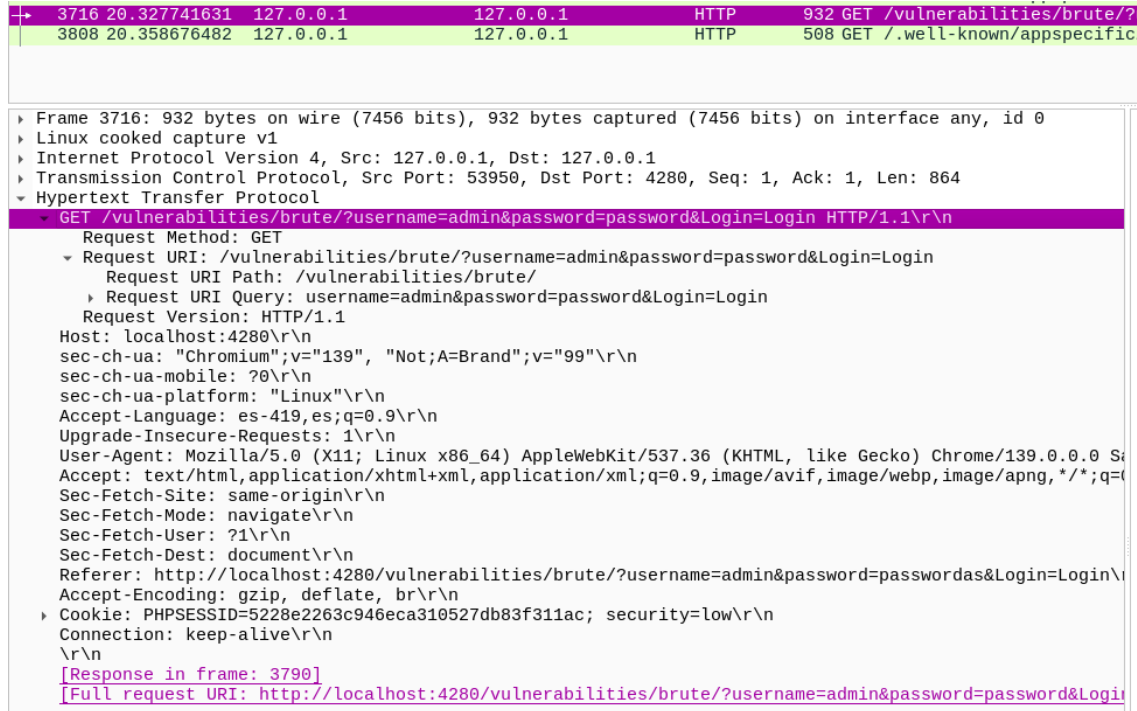 3716 20.327741631 127.0.0.1 127.0.0.1 HTTP 932 GET /vulnerabilities/brute/?
3808 20.358676482 127.0.0.1 127.0.0.1 HTTP 508 GET /.well-known/appspecific
Frame 3716: 932 bytes on wire (7456 bits), 932 bytes captured (7456 bits) on interface any, id 0
Linux cooked capture v1
Internet Protocol Version 4, Src: 127.0.0.1, Dst: 127.0.0.1
Transmission Control Protocol, Src Port: 53950, Dst Port: 4280, Seq: 1, Ack: 1, Len: 864
Hypertext Transfer Protocol
GET /vulnerabilities/brute/?username=admin&password=password&Login=Login HTTP/1.1\r\n
Request Method: GET
Request URI: /vulnerabilities/brute/?username=admin&password=password&Login=Login
Request URI Path: /vulnerabilities/brute/
Request URI Query: username=admin&password=password&Login=Login
Request Version: HTTP/1.1
Host: localhost:4280\r\n
sec-ch-ua: "Chromium";v="139", "Not;A=Brand";v="99"\r\n
sec-ch-ua-mobile: ?0\r\n
sec-ch-ua-platform: "Linux"\r\n
Accept-Language: es-419,es;q=0.9\r\n
Upgrade-Insecure-Requests: 1\r\n
User-Agent: Mozilla/5.0 (X11; Linux x86_64) AppleWebKit/537.36 (KHTML, like Gecko) Chrome/139.0.0.0 Sa
Accept: text/html,application/xhtml+xml,application/xml;q=0.9,image/avif,image/webp,image/apng,*/*;q=0
Sec-Fetch-Site: same-origin\r\n
Sec-Fetch-Mode: navigate\r\n
Sec-Fetch-User: ?1\r\n
Sec-Fetch-Dest: document\r\n
Referer: http://localhost:4280/vulnerabilities/brute/?username=admin&password=passwordas&Login=Login\r
Accept-Encoding: gzip, deflate, br\r\n
Cookie: PHPSESSID=5228e2263c946eca310527db83f311ac; security=low\r\n
Connection: keep-alive\r\n
\r\n
[Response in frame: 3790]
[Full request URI: http://localhost:4280/vulnerabilities/brute/?username=admin&password=password&Login